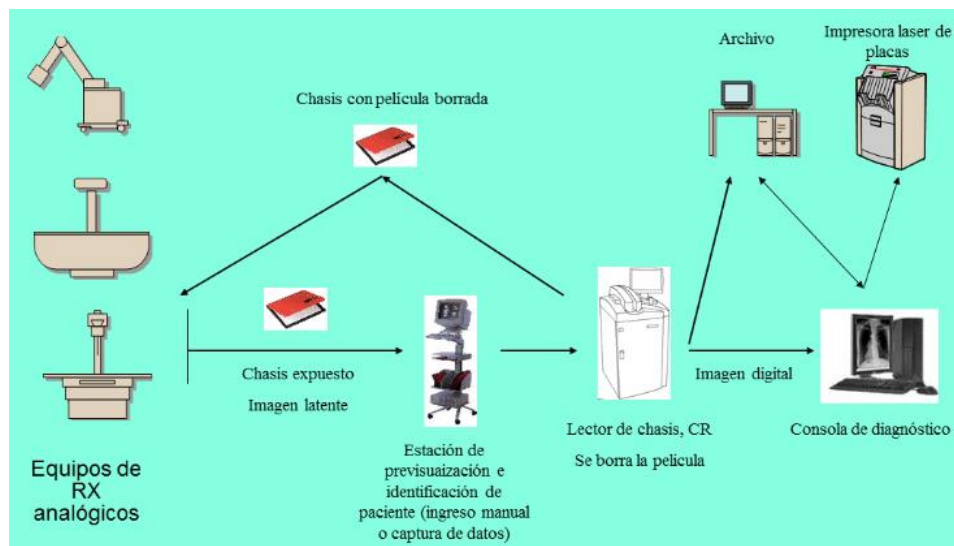 Archivo
Impresora laser de
placas
Chasis con película borrada
Chasis expuesto
Imagen latente
Imagen digital
Lector de chasis, CR
Se borra la pelicula
Consola de diagnóstico
Estación de
previsuaización e
identificación de
paciente (ingreso manual
o captura de datos)
Equipos de
RX
analógicos